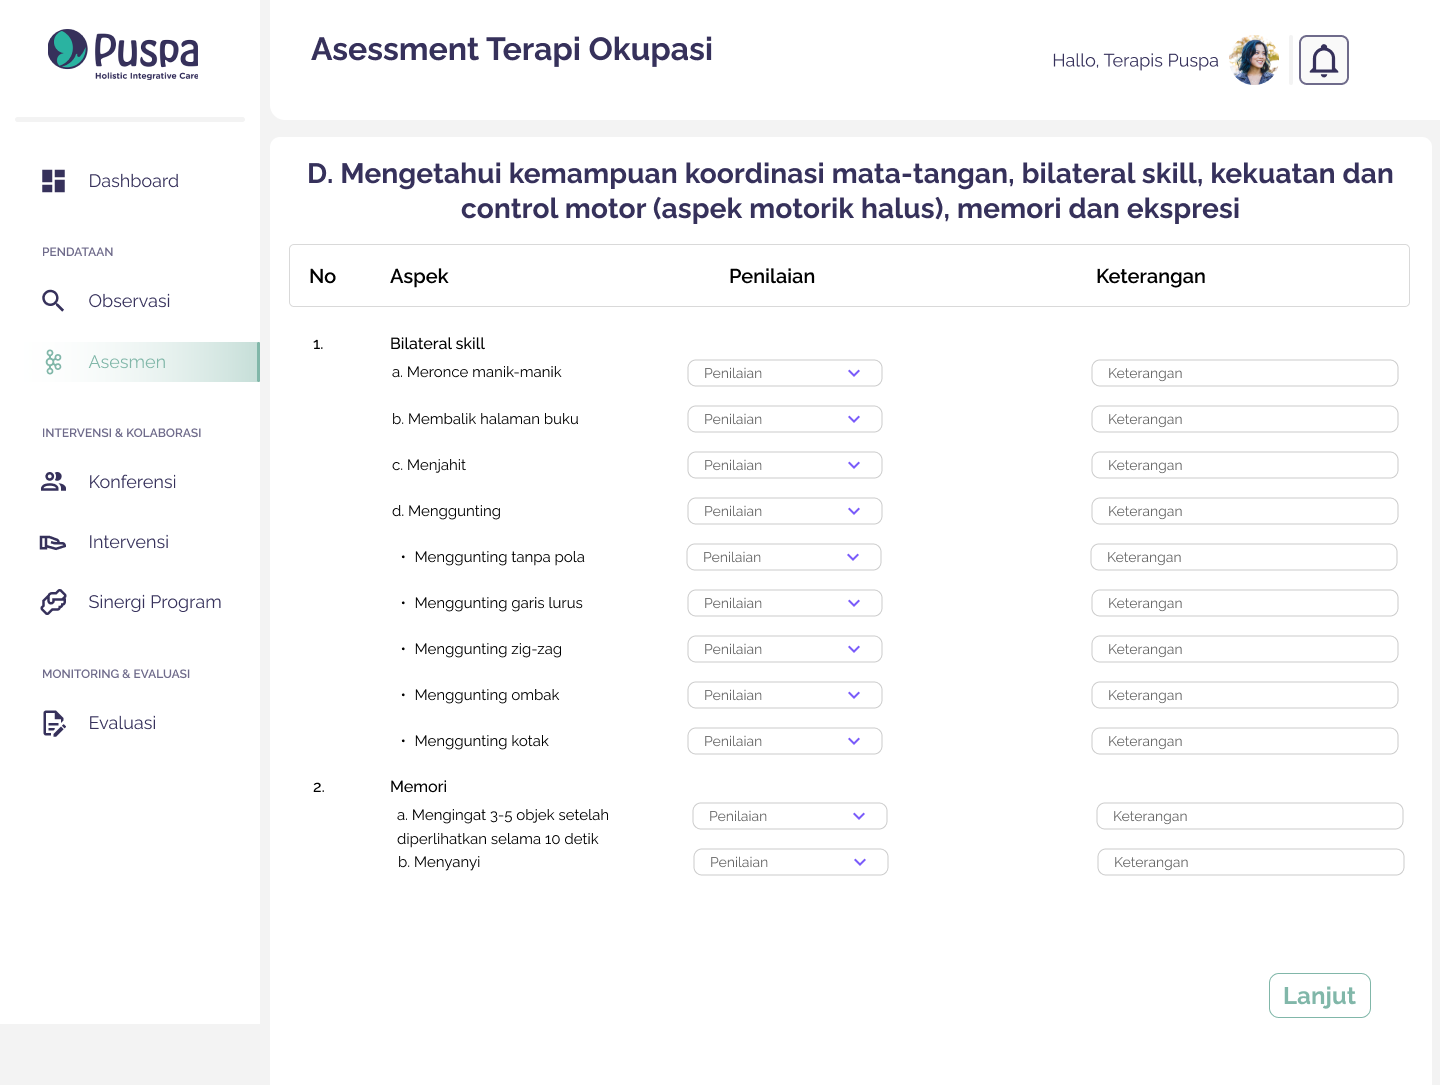 Puspa
Holistic Integrative Care
Asessment Terapi Okupasi
Hallo, Terapis Puspa
Dashboard
PENDATAAN
Observasi
Asesmen
INTERVENSI & KOLABORASI
Konferensi
Intervensi
Sinergi Program
MONITORING & EVALUASI
Evaluasi
D. Mengetahui kemampuan koordinasi mata-tangan, bilateral skill, kekuatan dan
control motor (aspek motorik halus), memori dan ekspresi
No Aspek Penilaian Keterangan
1. Bilateral skill
a. Meronce manik-manik Penilaian Keterangan
b. Membalik halaman buku Penilaian Keterangan
c. Menjahit Penilaian Keterangan
d. Menggunting Penilaian Keterangan
• Menggunting tanpa pola Penilaian Keterangan
• Menggunting garis lurus Penilaian Keterangan
• Menggunting zig-zag Penilaian Keterangan
• Menggunting ombak Penilaian Keterangan
• Menggunting kotak Penilaian Keterangan
2. Memori
a. Mengingat 3-5 objek setelah Penilaian Keterangan
diperlihatkan selama 10 detik
b. Menyanyi Penilaian Keterangan
Lanjut